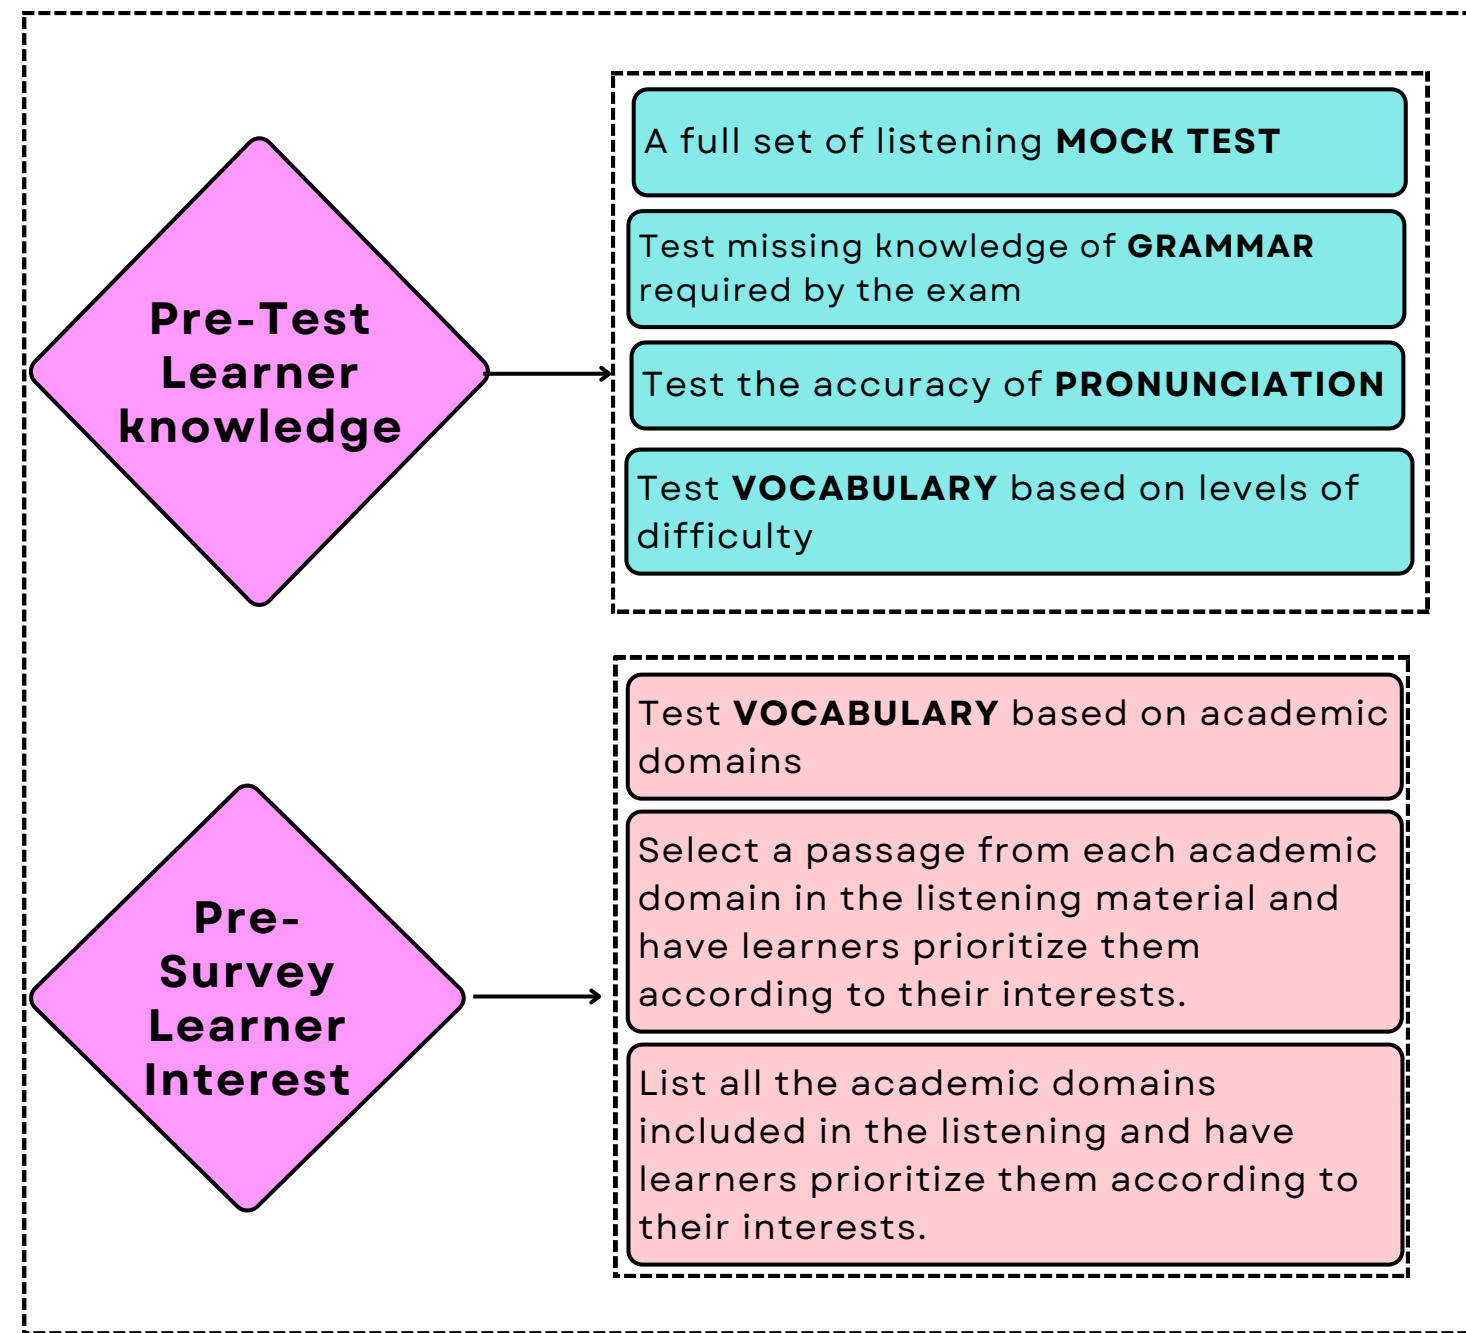 Pre-Test
Learner
knowledge
A full set of listening MOCK TEST
Test missing knowledge of GRAMMAR
required by the exam
Test the accuracy of PRONUNCIATION
Test VOCABULARY based on levels of
difficulty
Pre-
Survey
Learner
Interest
Test VOCABULARY based on academic
domains
Select a passage from each academic
domain in the listening material and
have learners prioritize them
according to their interests.
List all the academic domains
included in the listening and have
learners prioritize them according to
their interests.